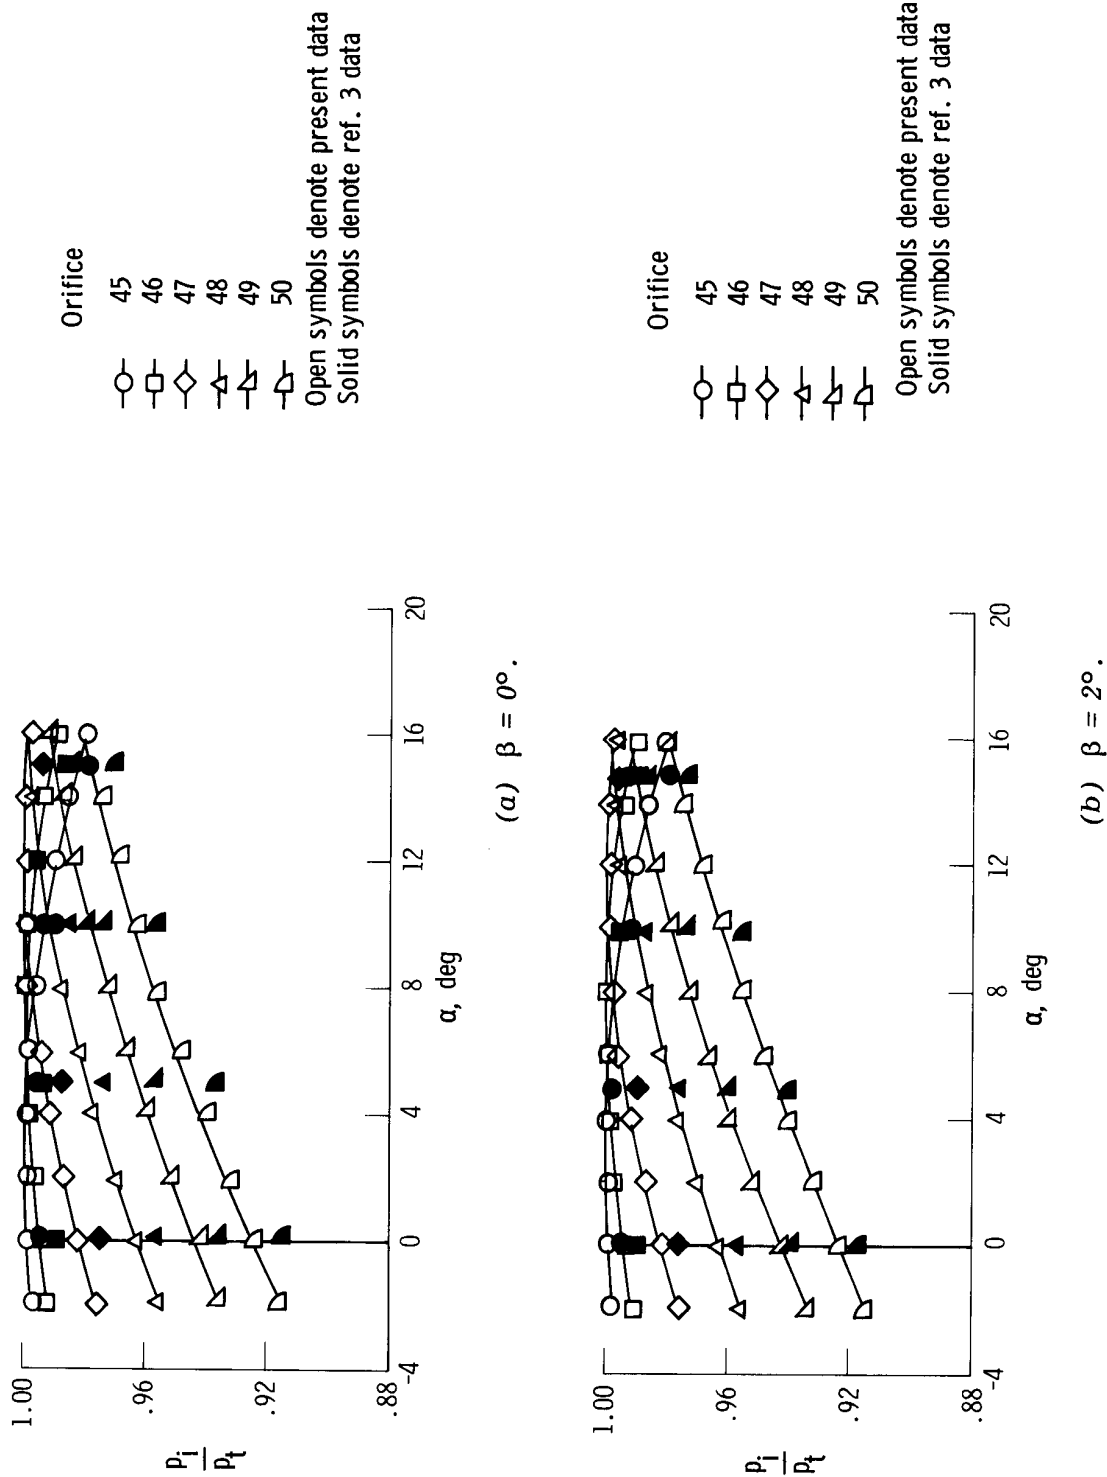 Orifice
45
46
47
48
49
50
Open symbols denote present data
Solid symbols denote ref. 3 data
p_i/p_t
1.00
.96
.92
.88
-4
0
4
8
12
16
20
α, deg
(a) β = 0°.
Orifice
45
46
47
48
49
50
Open symbols denote present data
Solid symbols denote ref. 3 data
p_i/p_t
1.00
.96
.92
.88
-4
0
4
8
12
16
20
α, deg
(b) β = 2°.